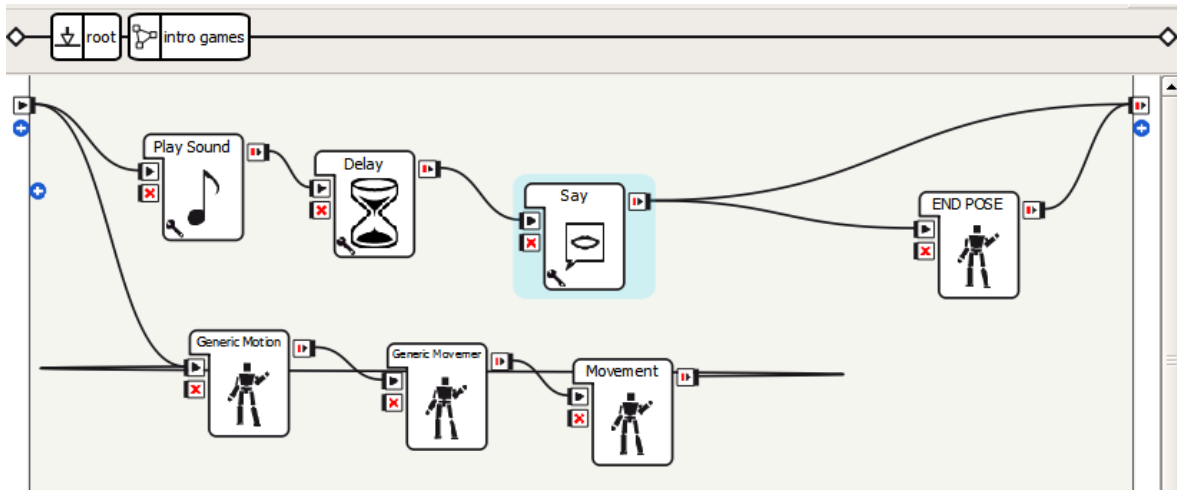 root
intro games
Play Sound
Delay
Say
END POSE
Generic Motion
Generic Movemer
Movement